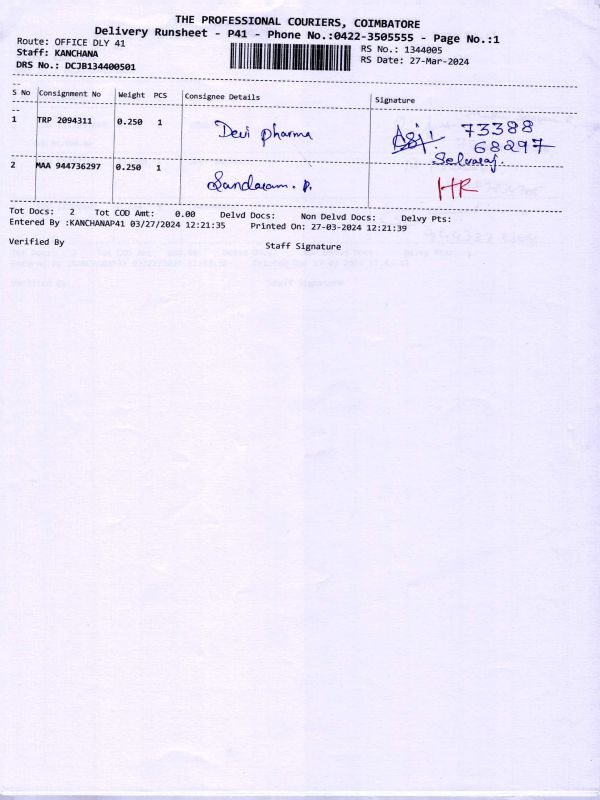 THE PROFESSIONAL COURIERS, COIMBATORE
Delivery Runsheet - P41 - Phone No.:0422-3505555 - Page No.:1
Route: OFFICE DLY 41
RS No.: 1344005
Staff: KANCHANA
RS Date: 27-Mar-2024
DRS No.: DCJB134400501
S No Consignment No Weight PCS Consignee Details Signature
1 TRP 2094311 0.250 1 Devi pharma 73388
68297
Selvaraj.
2 MAA 944736297 0.250 1 Sandaram. P. HR
Tot Docs: 2 Tot COD Amt: 0.00 Delvd Docs: Non Delvd Docs: Delvy Pts:
Entered By :KANCHANAP41 03/27/2024 12:21:35 Printed On: 27-03-2024 12:21:39
Verified By Staff Signature